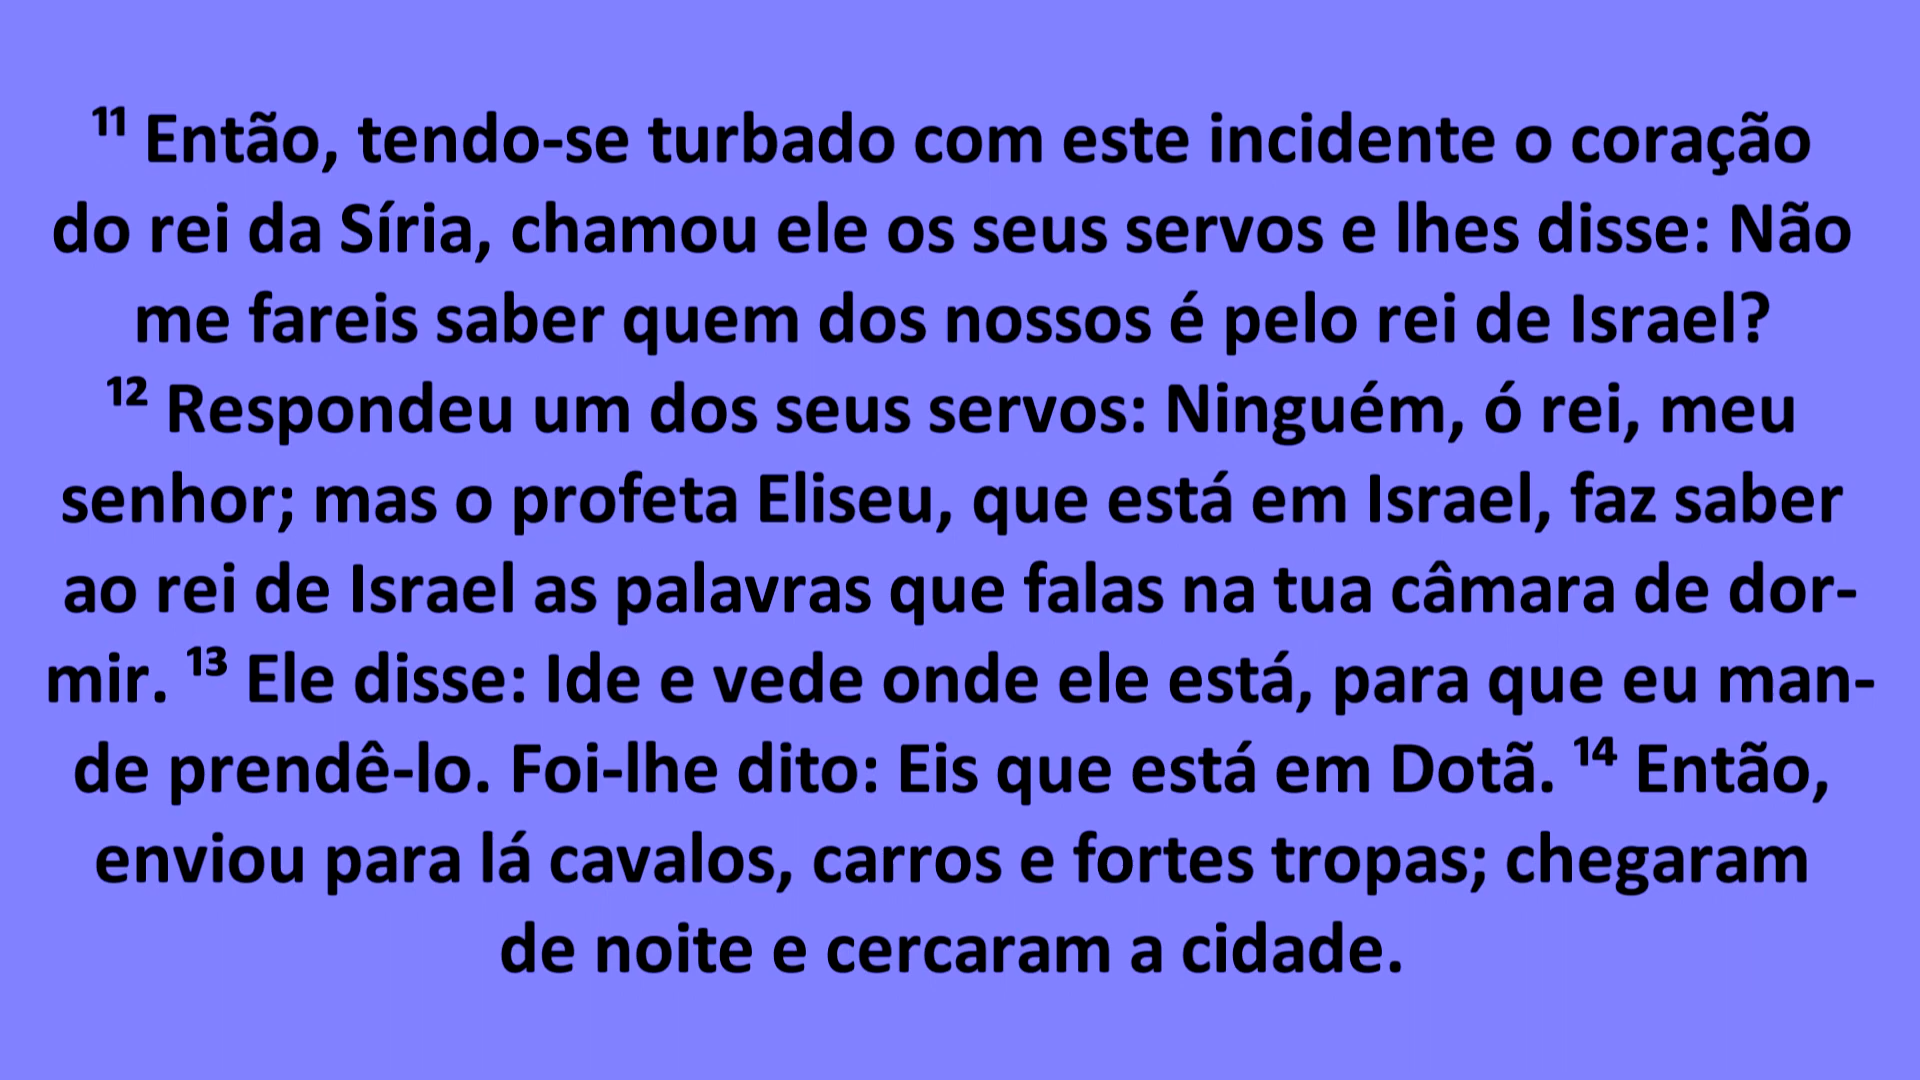 ¹¹ Então, tendo-se turbado com este incidente o coração
do rei da Síria, chamou ele os seus servos e lhes disse: Não
me fareis saber quem dos nossos é pelo rei de Israel?
¹² Respondeu um dos seus servos: Ninguém, ó rei, meu
senhor; mas o profeta Eliseu, que está em Israel, faz saber
ao rei de Israel as palavras que falas na tua câmara de dor-
mir. ¹³ Ele disse: Ide e vede onde ele está, para que eu man-
de prendê-lo. Foi-lhe dito: Eis que está em Dotã. ¹⁴ Então,
enviou para lá cavalos, carros e fortes tropas; chegaram
de noite e cercaram a cidade.